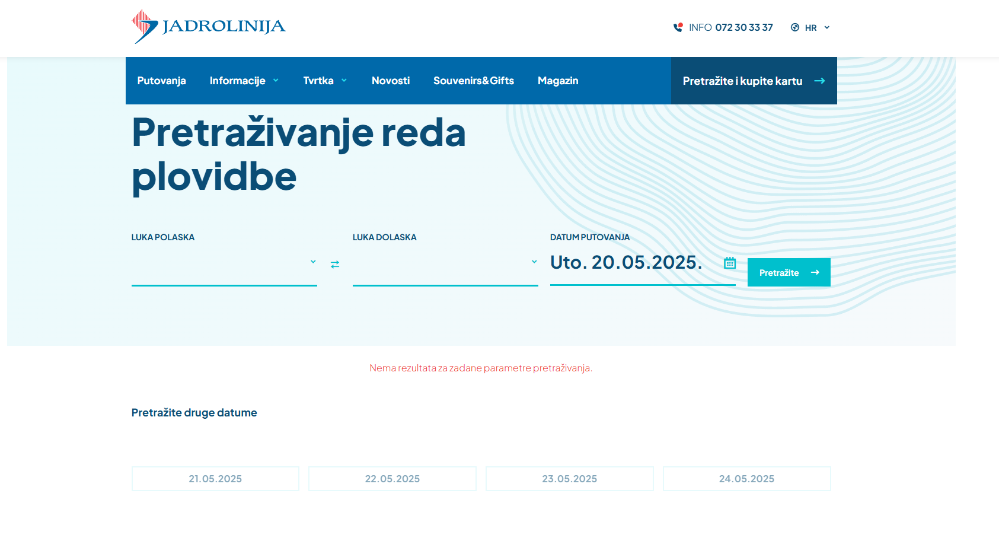 JADROLINIJA
INFO 072 30 33 37
HR
Putovanja
Informacije
Tvrtka
Novosti
Souvenirs&Gifts
Magazin
Pretražite i kupite kartu
Pretraživanje reda
plovidbe
LUKA POLASKA
LUKA DOLASKA
DATUM PUTOVANJA
Uto. 20.05.2025.
Pretražite
Nema rezultata za zadane parametre pretraživanja.
Pretražite druge datume
21.05.2025
22.05.2025
23.05.2025
24.05.2025